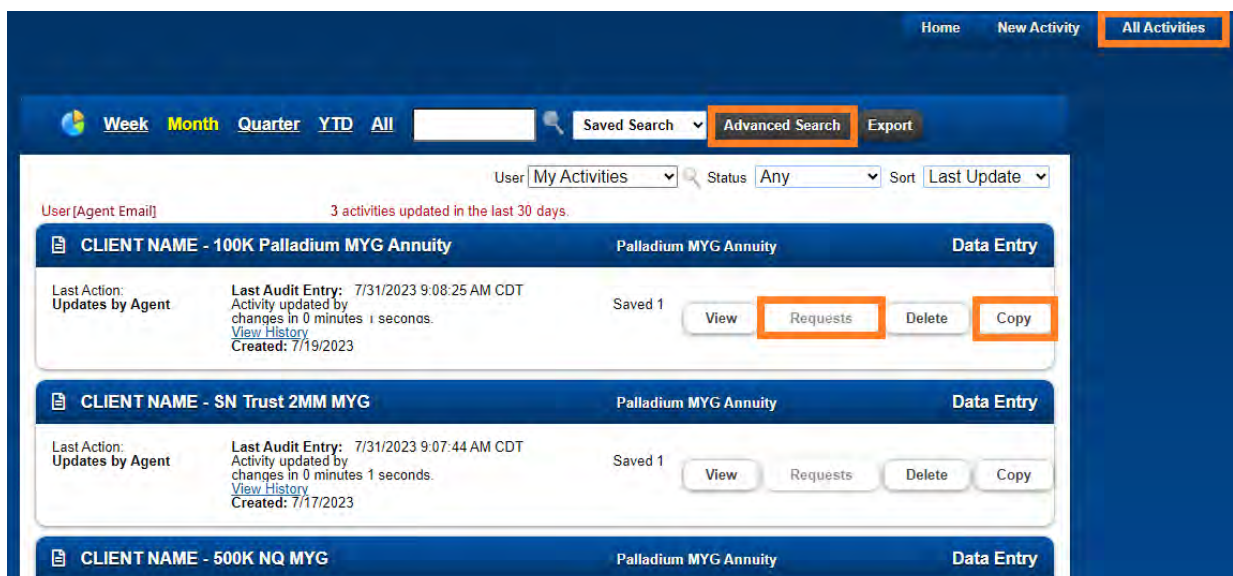 Home New Activity All Activities
Week Month Quarter YTD All Saved Search Advanced Search Export
User My Activities Status Any Sort Last Update
User[Agent Email] 3 activities updated in the last 30 days.
CLIENT NAME - 100K Palladium MYG Annuity Palladium MYG Annuity Data Entry
Last Action: Last Audit Entry: 7/31/2023 9:08:25 AM CDT
Updates by Agent Activity updated by Saved 1
changes in 0 minutes seconds. View Requests Delete Copy
View History
Created: 7/19/2023
CLIENT NAME - SN Trust 2MM MYG Palladium MYG Annuity Data Entry
Last Action: Last Audit Entry: 7/31/2023 9:07:44 AM CDT
Updates by Agent Activity updated by Saved 1
changes in 0 minutes 1 seconds. View Requests Delete Copy
View History
Created: 7/17/2023
CLIENT NAME - 500K NQ MYG Palladium MYG Annuity Data Entry